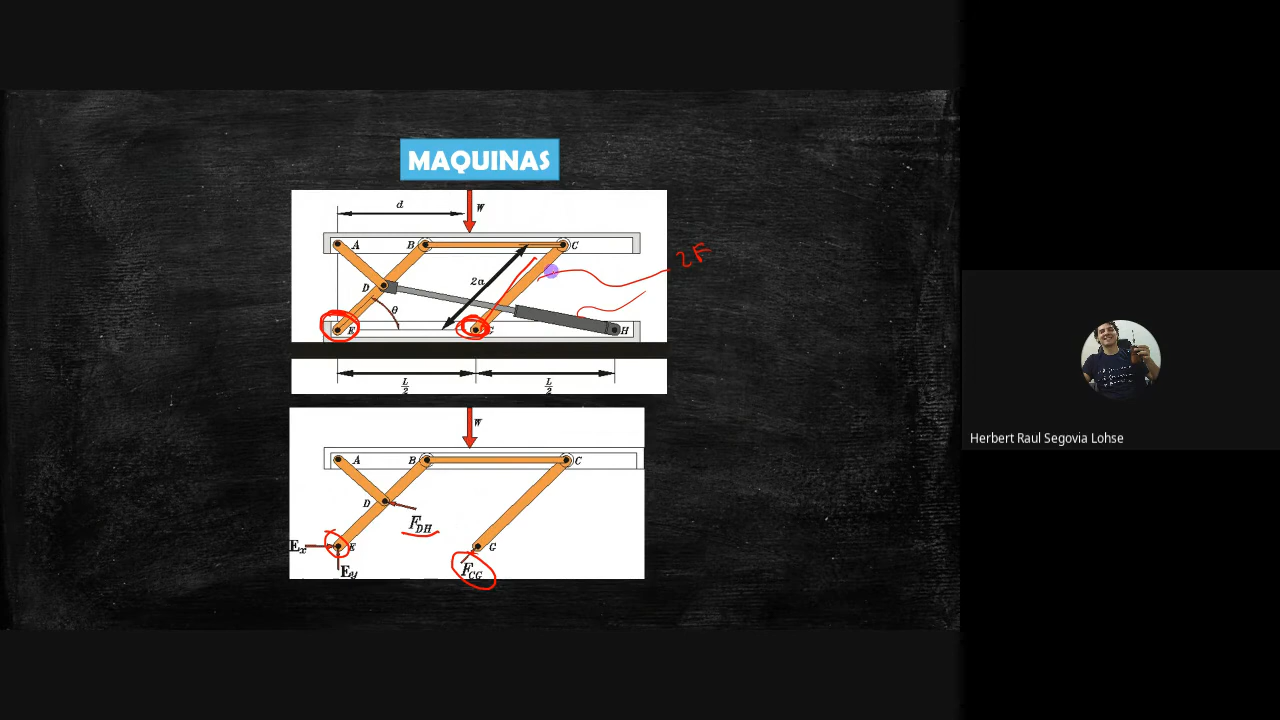 MAQUINAS
d
W
A
B
C
2F
D
2a
θ
E
H
L/2
L/2
W
A
B
C
D
F_DH
E_x
E
G
E_y
F_CG
Herbert Raul Segovia Lohse